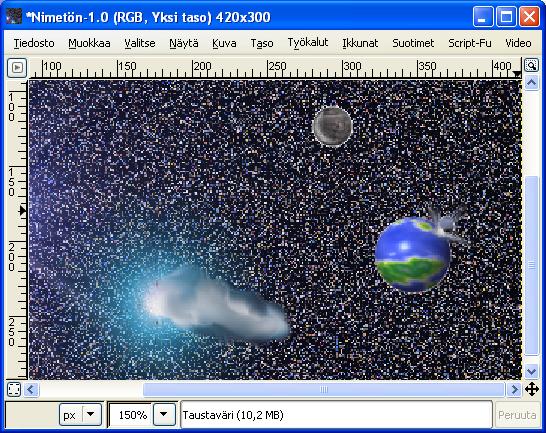 *Nimetön-1.0 (RGB, Yksi taso) 420x300
Tiedosto Muokkaa Valitse Näytä Kuva Taso Työkalut Ikkunat Suotimet Script-Fu Video
100 150 200 250 300 350 400
100
150
200
250
px 150% Taustaväri (10,2 MB) Peruuta